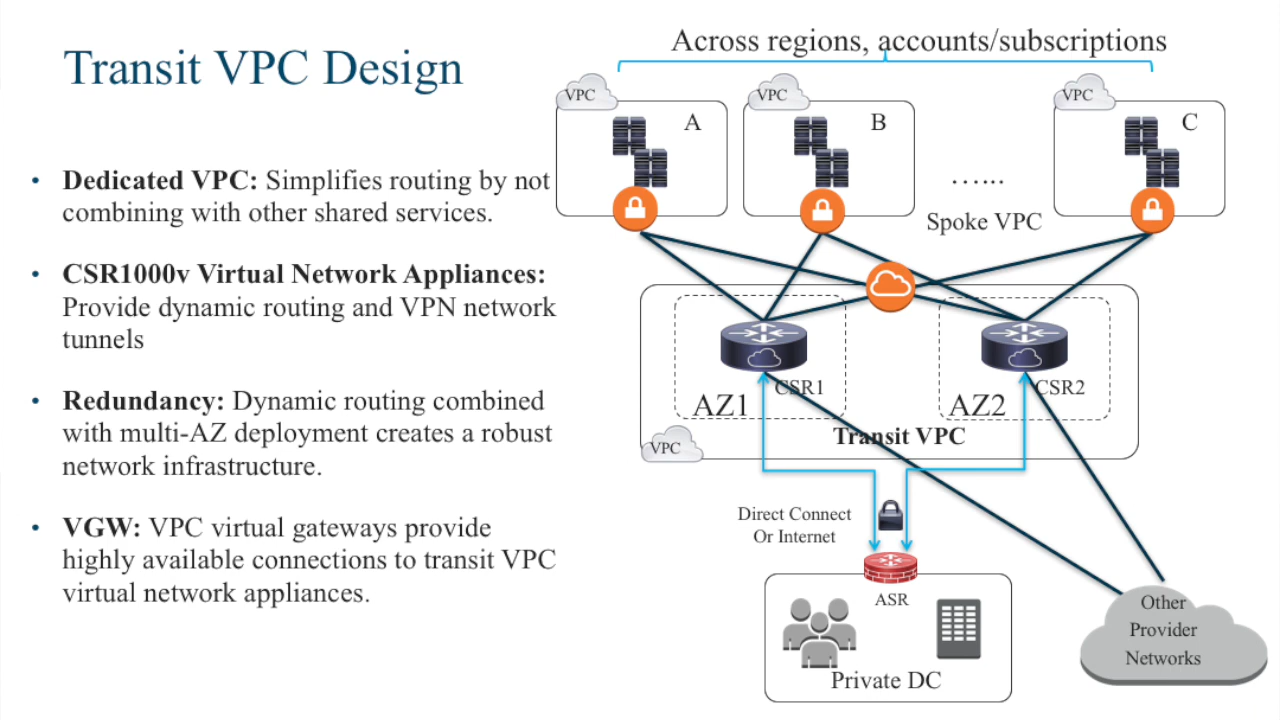 Transit VPC Design
• Dedicated VPC: Simplifies routing by not
combining with other shared services.
• CSR1000v Virtual Network Appliances:
Provide dynamic routing and VPN network
tunnels
• Redundancy: Dynamic routing combined
with multi-AZ deployment creates a robust
network infrastructure.
• VGW: VPC virtual gateways provide
highly available connections to transit VPC
virtual network appliances.
Across regions, accounts/subscriptions
VPC
A
VPC
B
VPC
C
…...
Spoke VPC
CSR1
AZ1
CSR2
AZ2
Transit VPC
VPC
Direct Connect
Or Internet
ASR
Private DC
Other
Provider
Networks